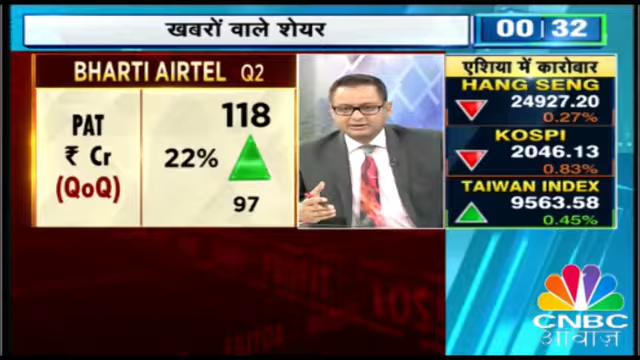 खबरों वाले शेयर
00 32
BHARTI AIRTEL Q2
PAT
₹ Cr
(QoQ)
118
22%
97
एशिया में कारोबार
HANG SENG
24927.20
0.27%
KOSPI
2046.13
0.83%
TAIWAN INDEX
9563.58
0.45%
CNBC
आवाज़